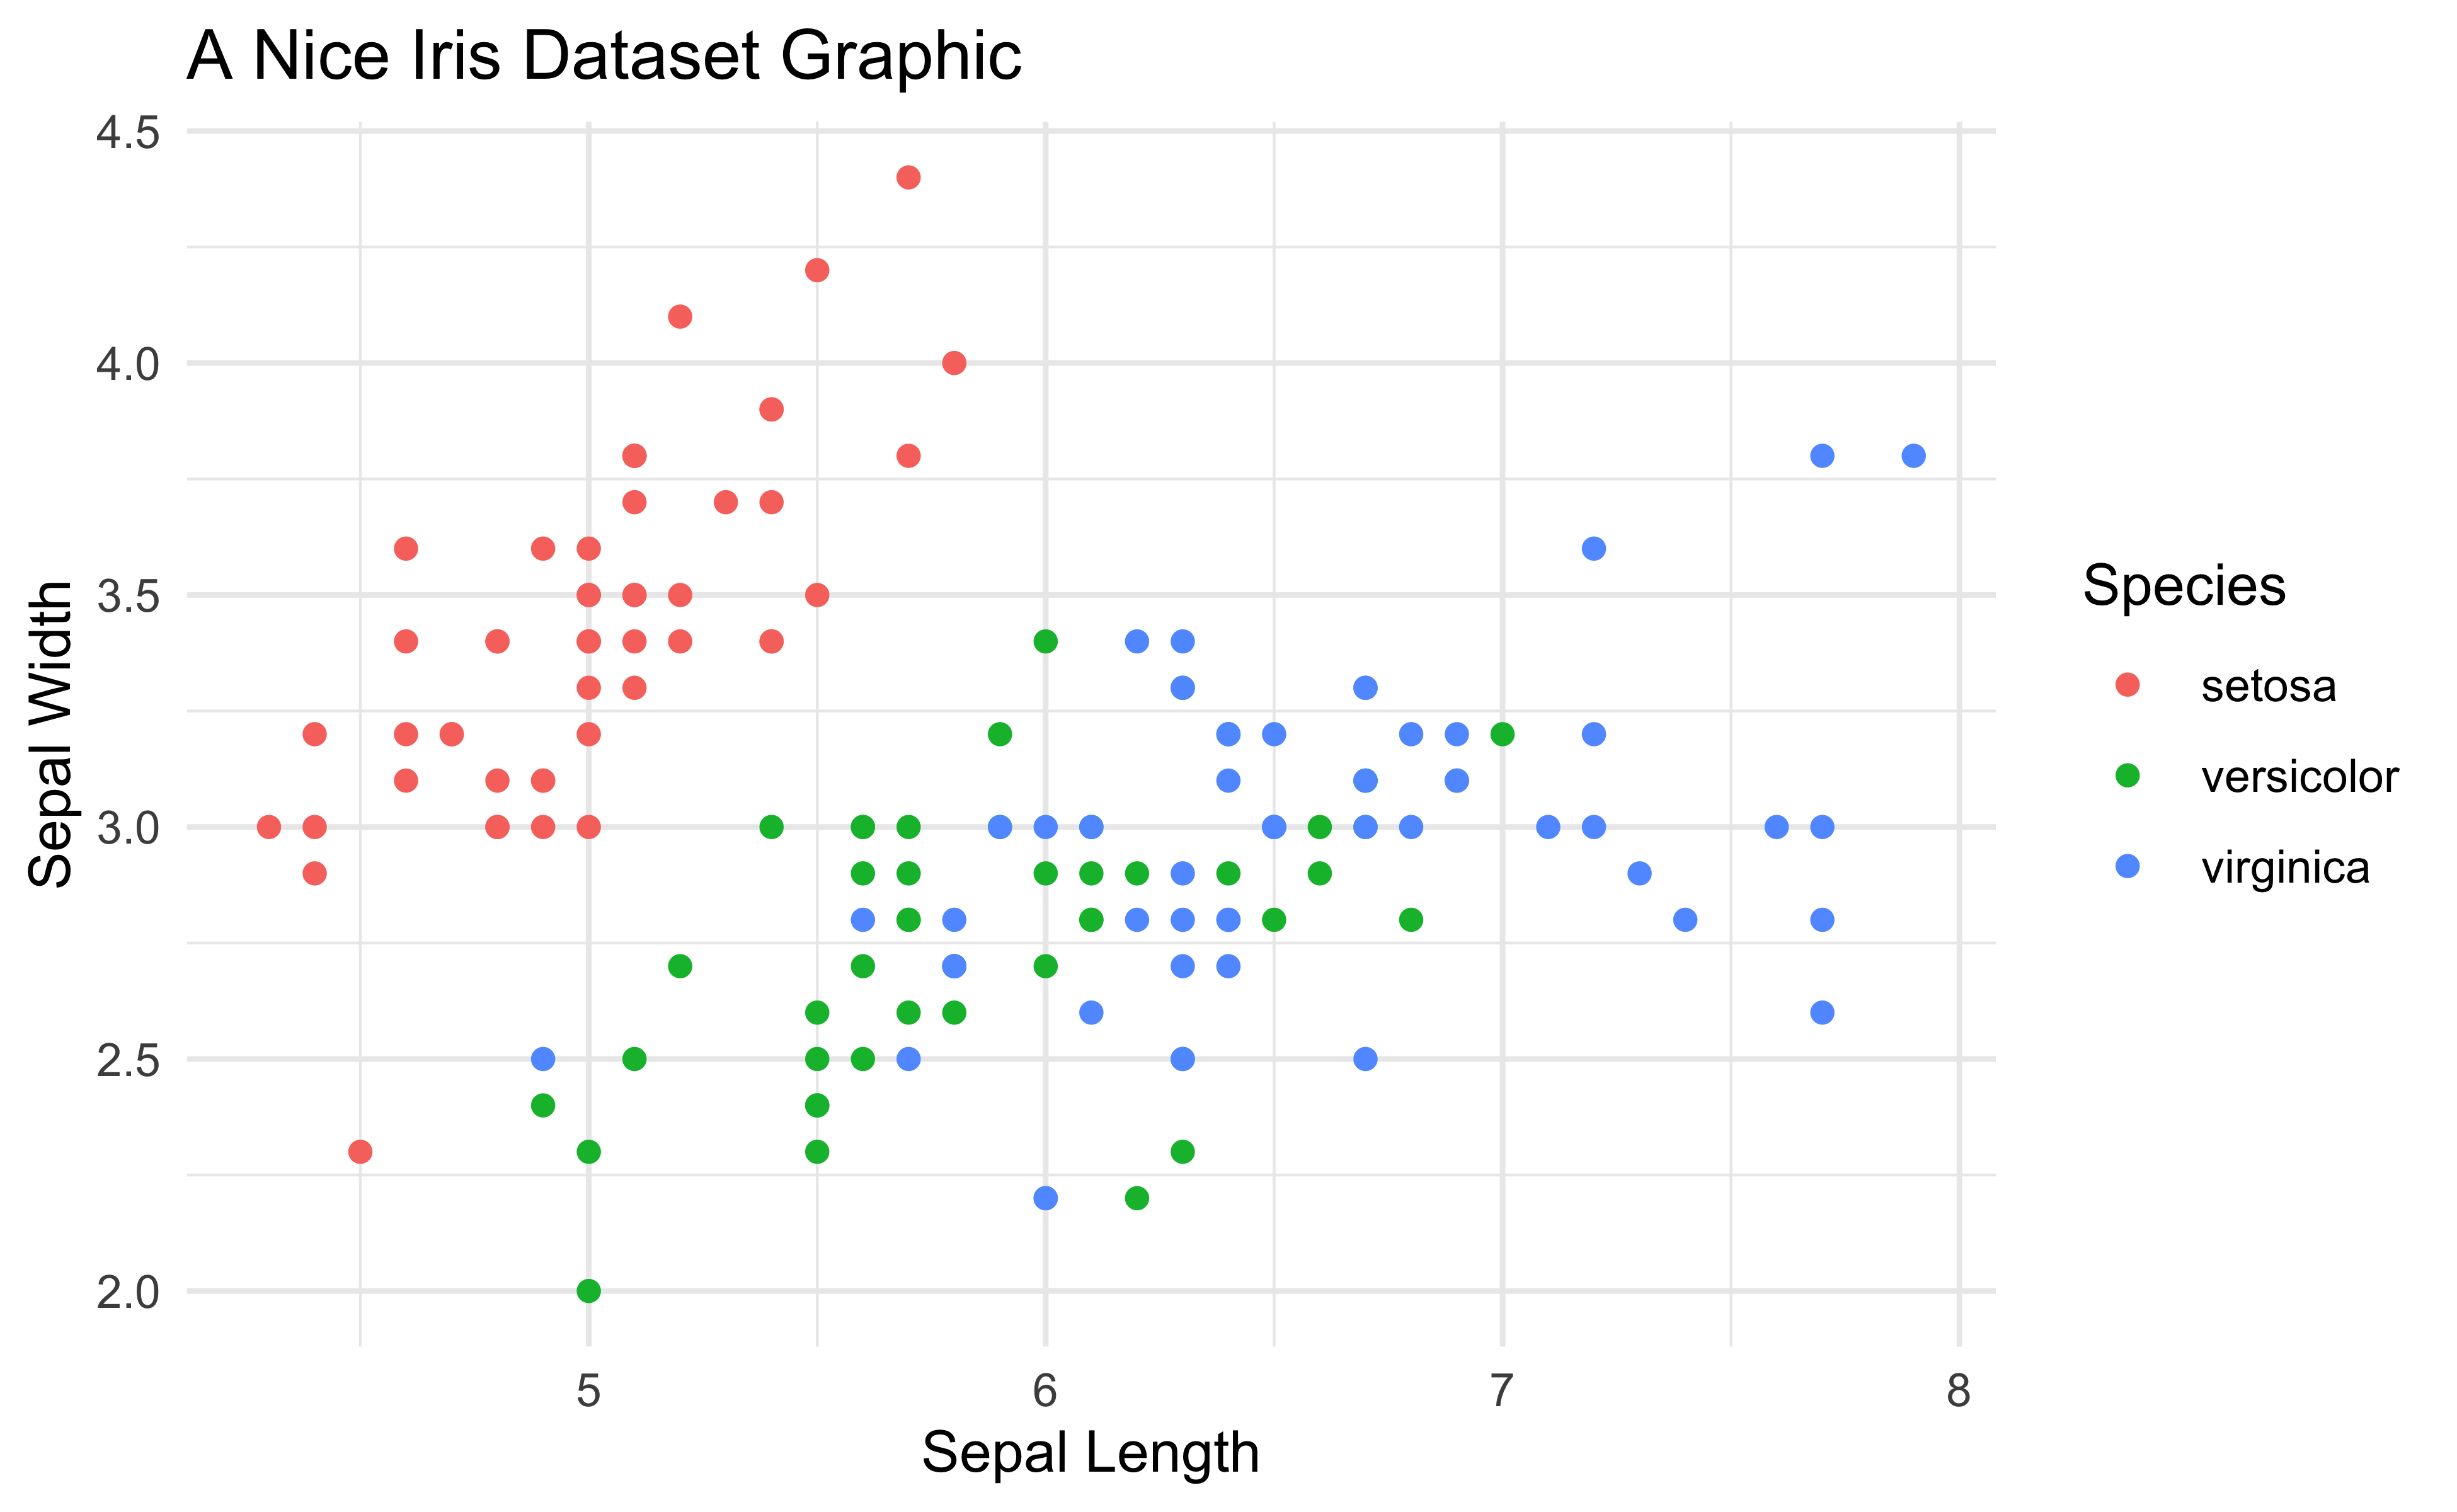 A Nice Iris Dataset Graphic
4.5
4.0
3.5
3.0
2.5
2.0
Sepal Width
5 6 7 8
Sepal Length
Species
setosa
versicolor
virginica